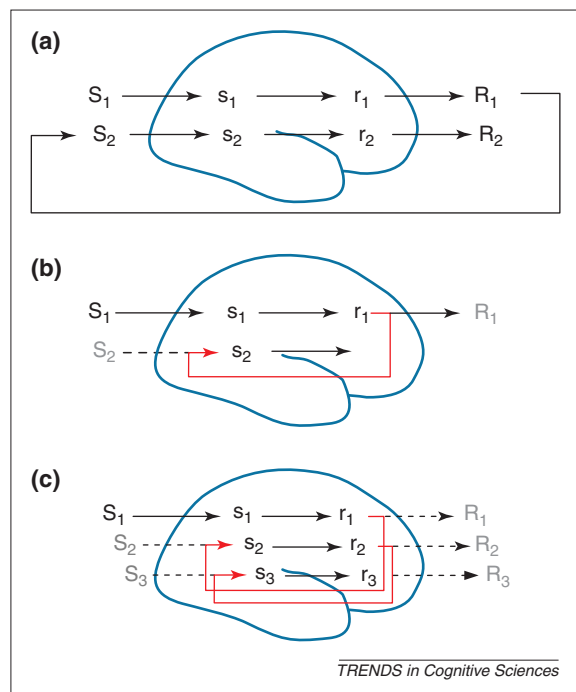 (a)
S₁ s₁ r₁ R₁
S₂ s₂ r₂ R₂
(b)
S₁ s₁ r₁ R₁
S₂ s₂
(c)
S₁ s₁ r₁ R₁
S₂ s₂ r₂ R₂
S₃ s₃ r₃ R₃
TRENDS in Cognitive Sciences